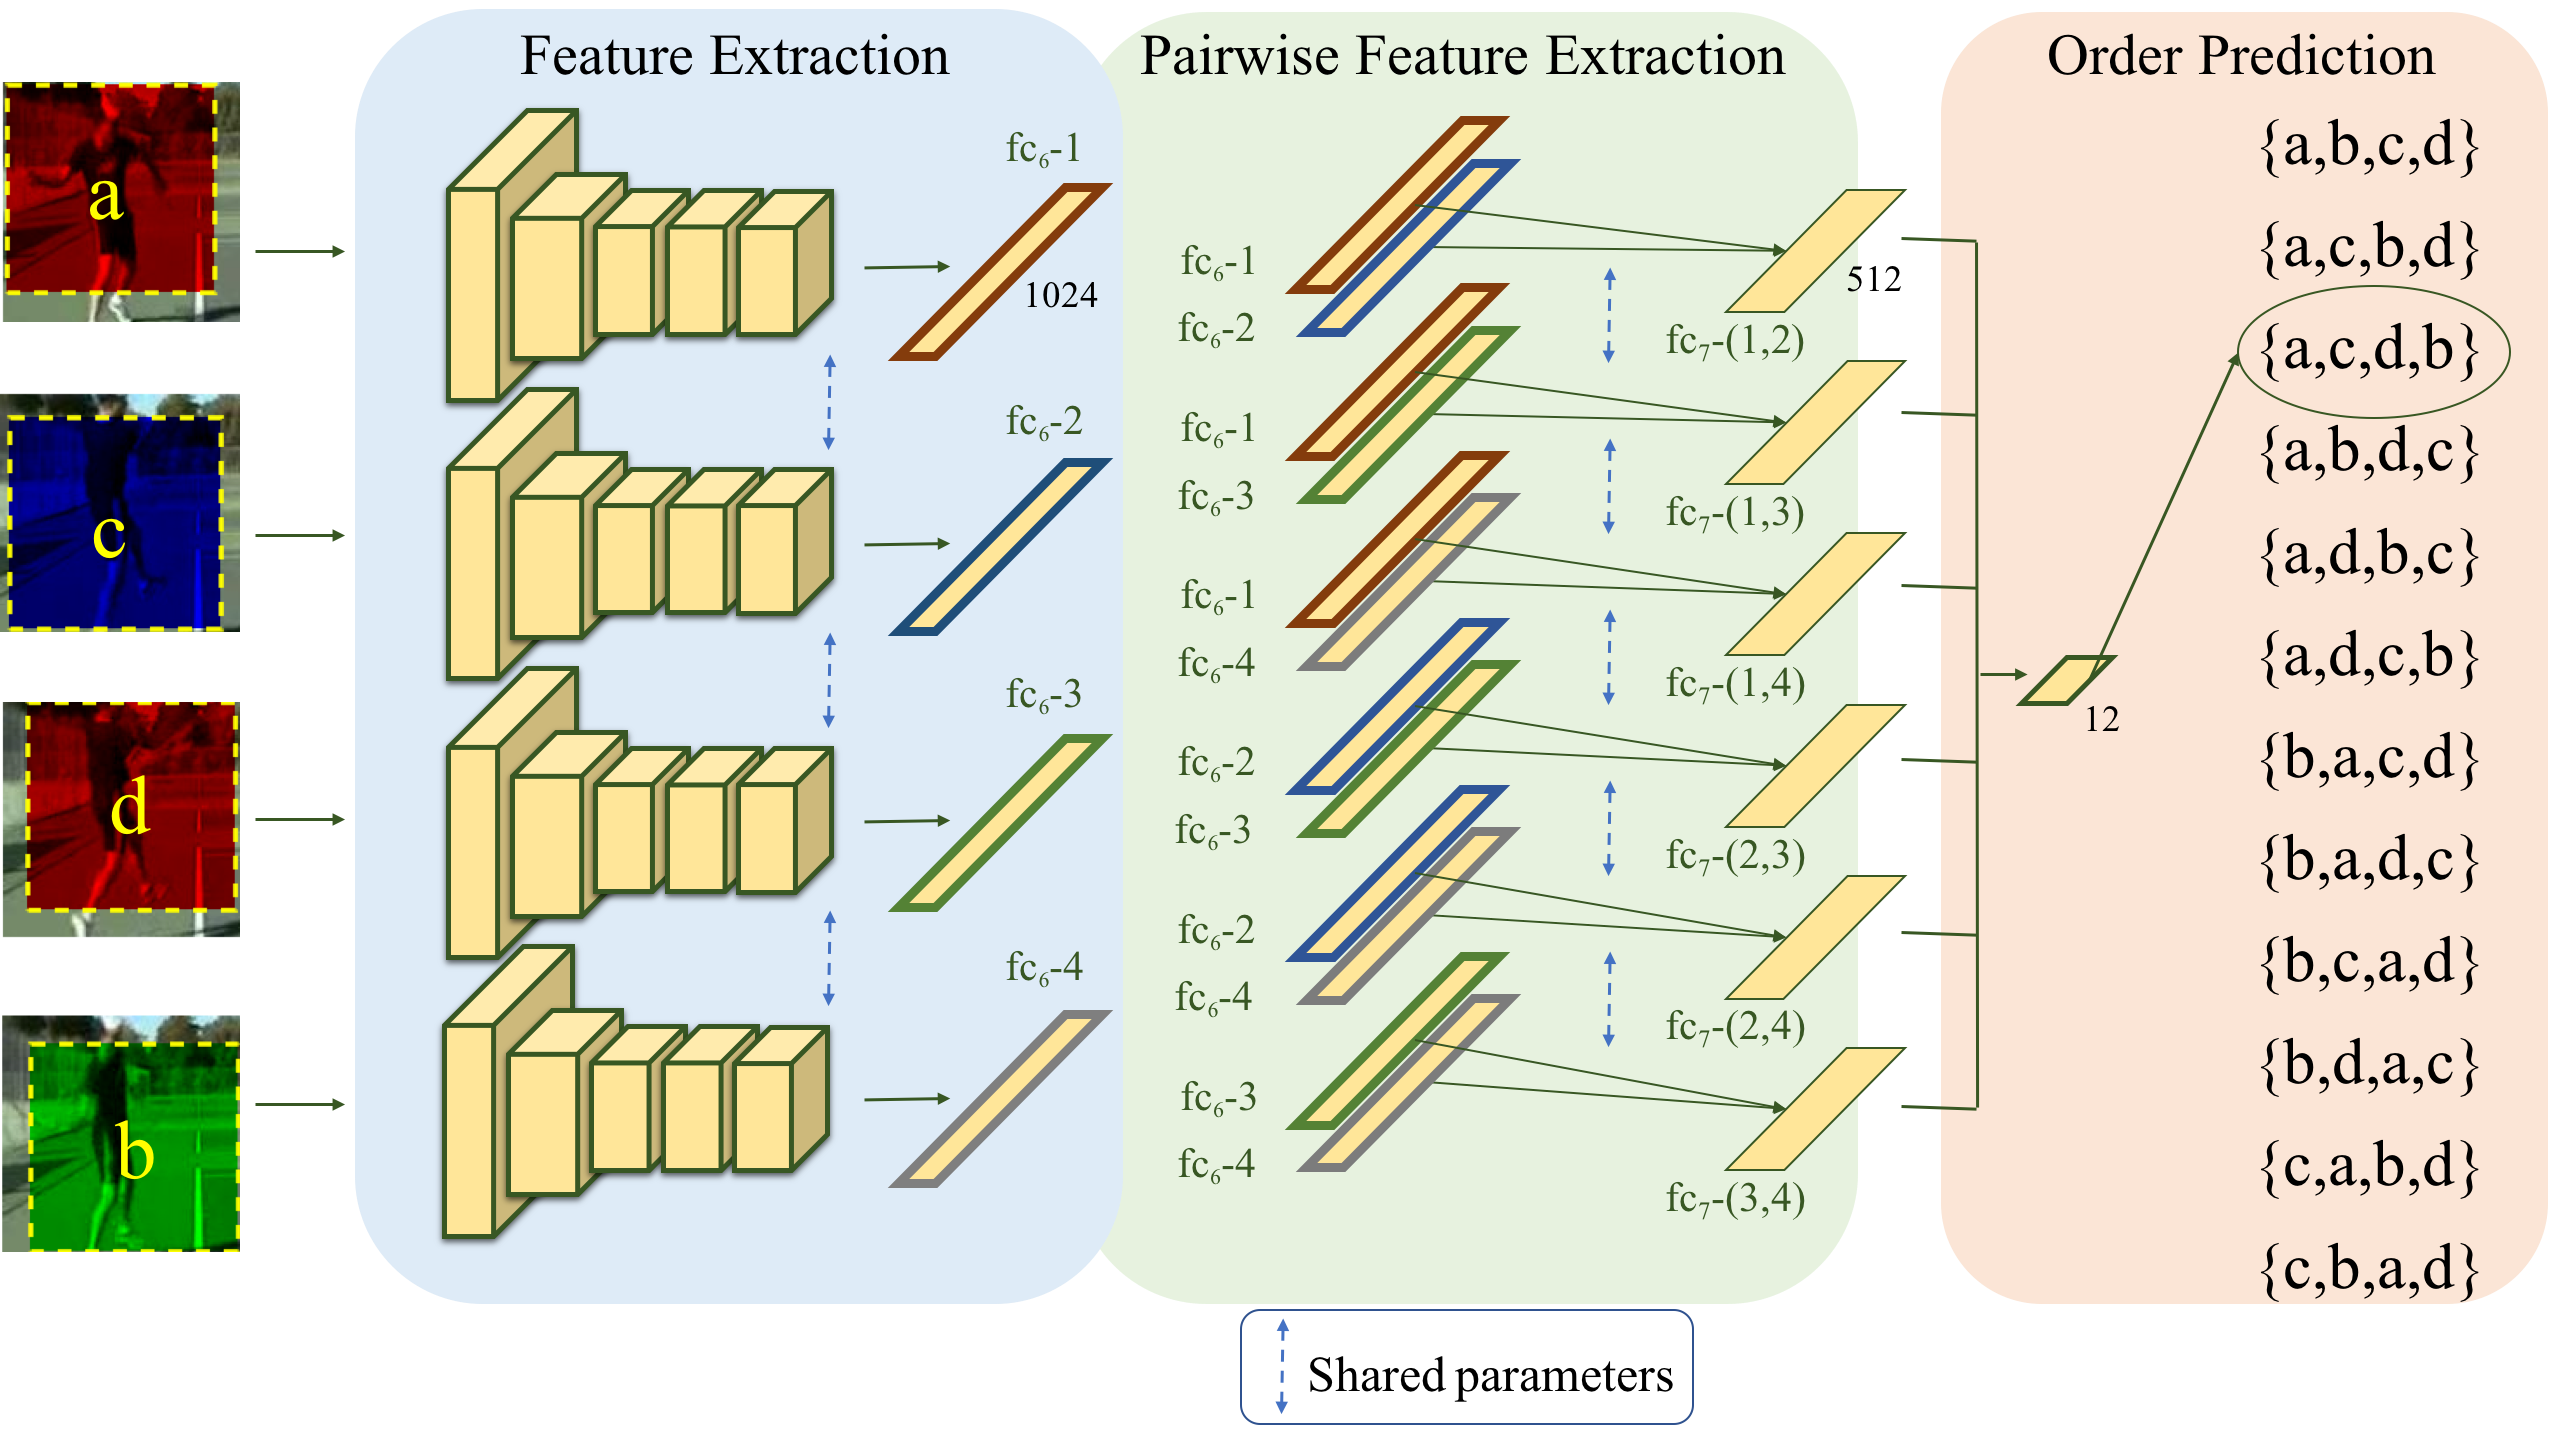 Feature Extraction
Pairwise Feature Extraction
Order Prediction
a
c
d
b
fc₆-1
1024
fc₆-2
fc₆-3
fc₆-4
fc₆-1
fc₆-2
fc₆-1
fc₆-3
fc₆-1
fc₆-4
fc₆-2
fc₆-3
fc₆-2
fc₆-4
fc₆-3
fc₆-4
512
fc₇-(1,2)
fc₇-(1,3)
fc₇-(1,4)
fc₇-(2,3)
fc₇-(2,4)
fc₇-(3,4)
12
{a,b,c,d}
{a,c,b,d}
{a,c,d,b}
{a,b,d,c}
{a,d,b,c}
{a,d,c,b}
{b,a,c,d}
{b,a,d,c}
{b,c,a,d}
{b,d,a,c}
{c,a,b,d}
{c,b,a,d}
Shared parameters